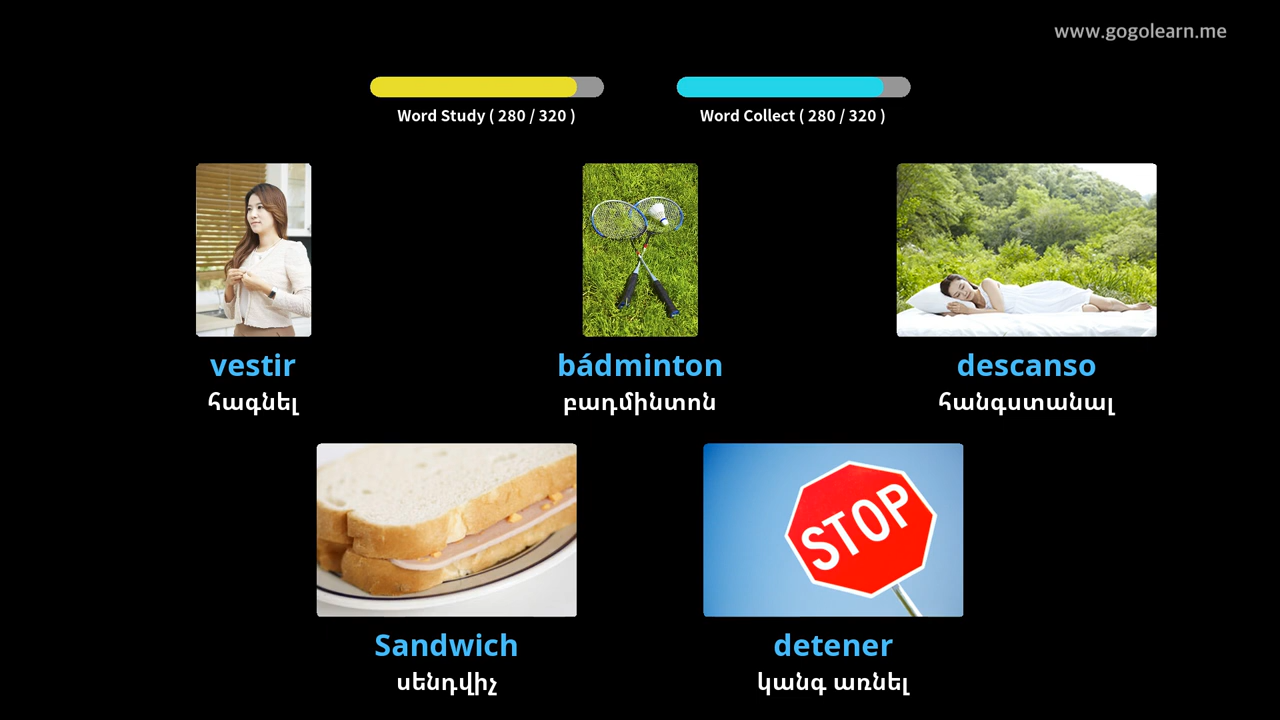 www.gogolearn.me
Word Study ( 280 / 320 )
Word Collect ( 280 / 320 )
vestir
հագնել
bádminton
բադմինտոն
descanso
հանգստանալ
STOP
Sandwich
սենդվիչ
detener
կանգ առնել